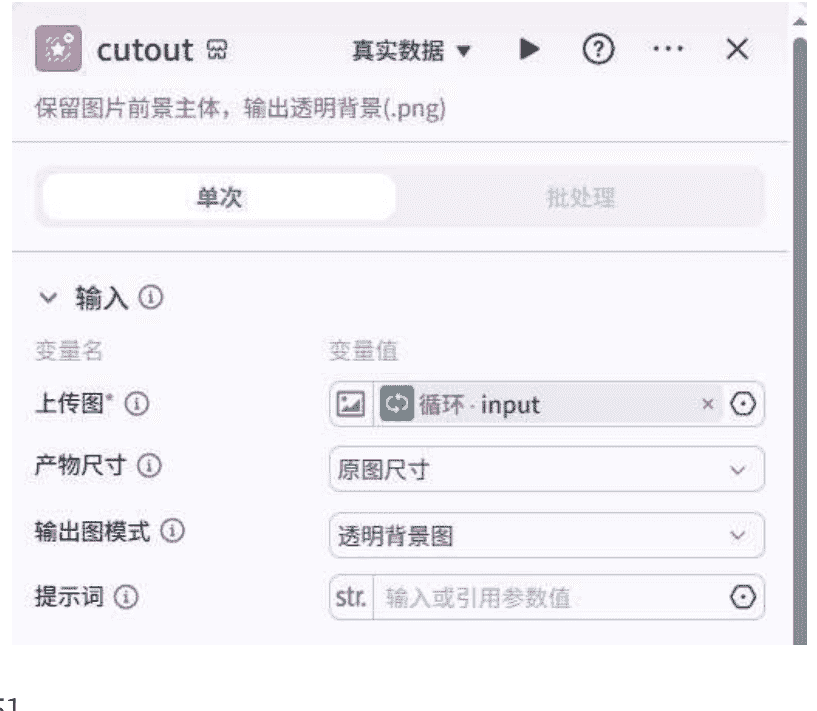 cutout 真实数据 ▼ ▶ ? ··· ×
保留图片前景主体，输出透明背景(.png)
单次 批处理
输入
变量名 变量值
上传图* 循环 · input ×
产物尺寸 原图尺寸
输出图模式 透明背景图
提示词 str. 输入或引用参数值